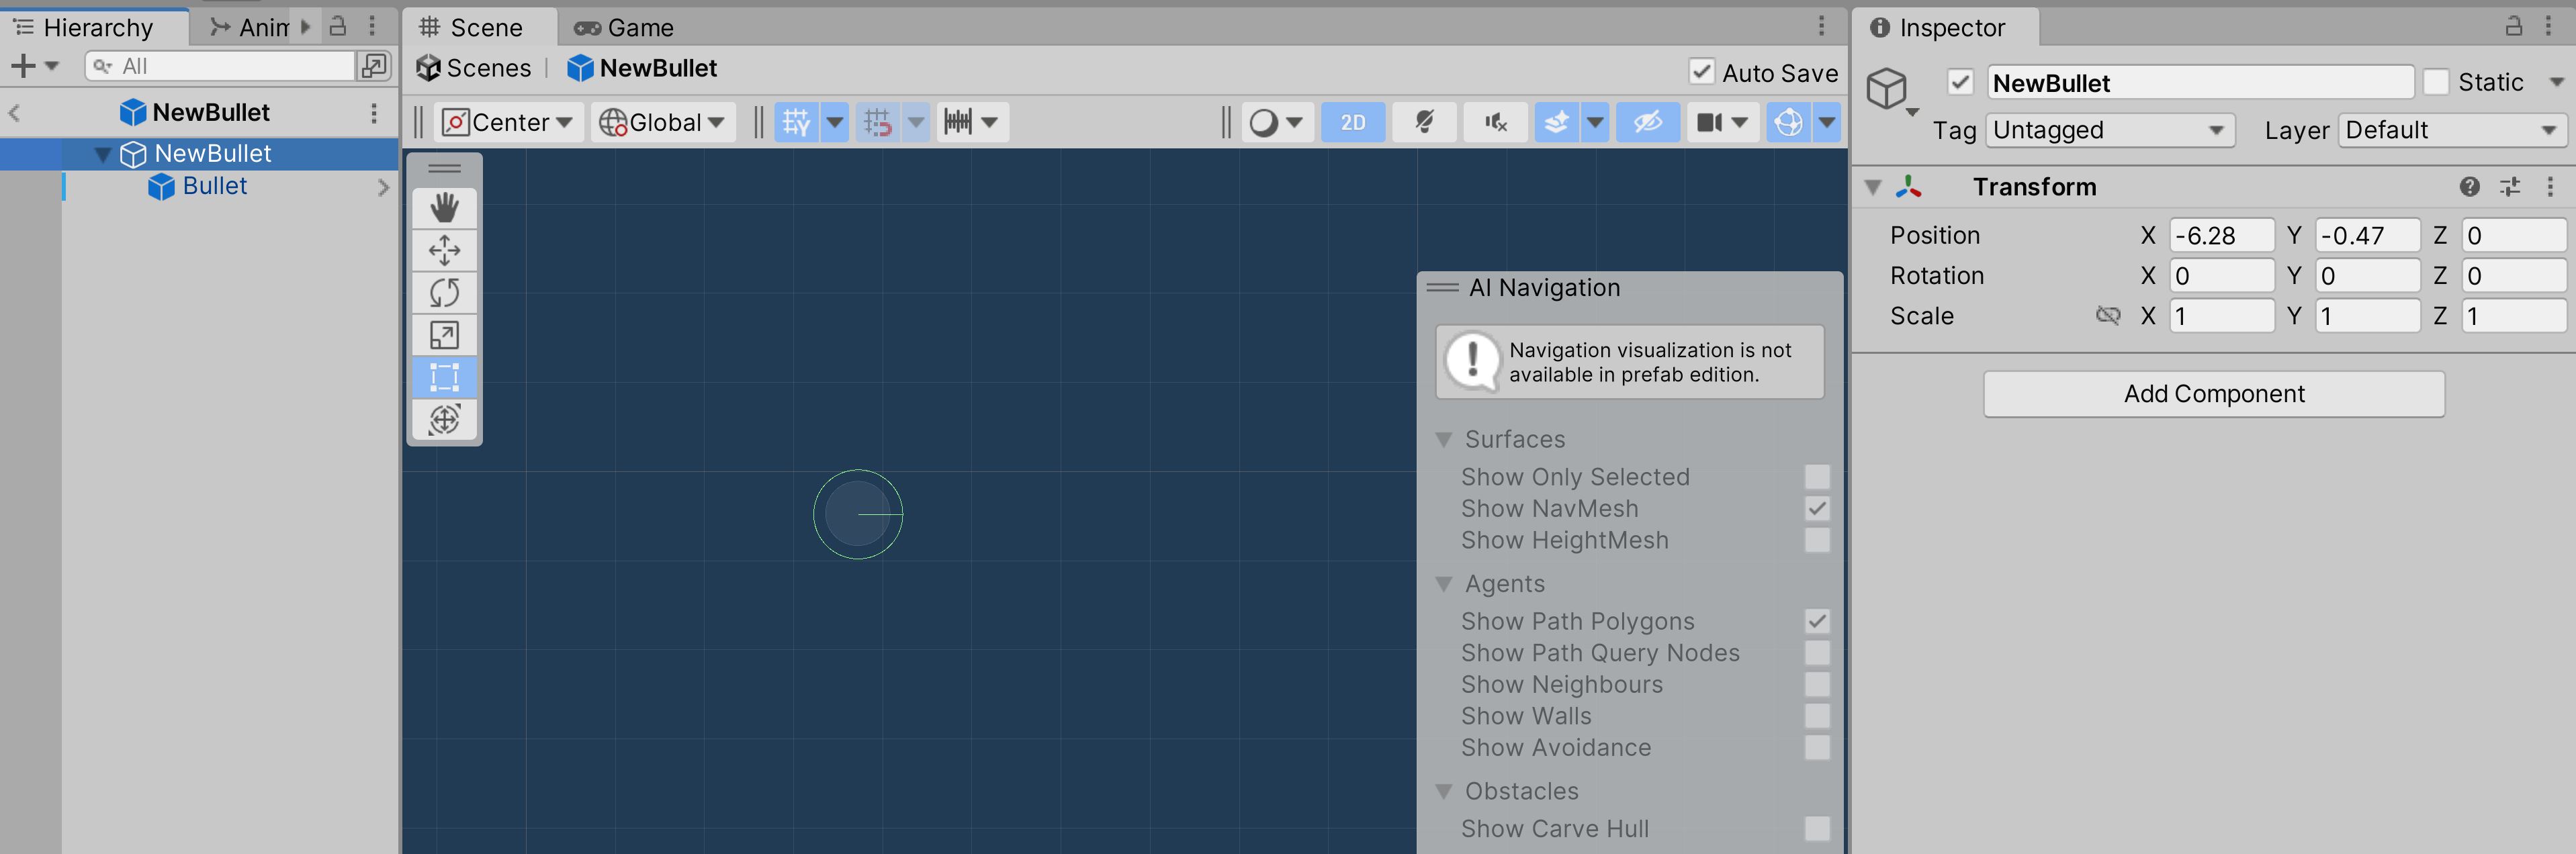 Hierarchy
Anim
All
NewBullet
NewBullet
Bullet
Scene
Game
Scenes
NewBullet
Auto Save
Center
Global
2D
AI Navigation
Navigation visualization is not
available in prefab edition.
Surfaces
Show Only Selected
Show NavMesh
Show HeightMesh
Agents
Show Path Polygons
Show Path Query Nodes
Show Neighbours
Show Walls
Show Avoidance
Obstacles
Show Carve Hull
Inspector
NewBullet
Static
Tag Untagged Layer Default
Transform
Position X -6.28 Y -0.47 Z 0
Rotation X 0 Y 0 Z 0
Scale X 1 Y 1 Z 1
Add Component